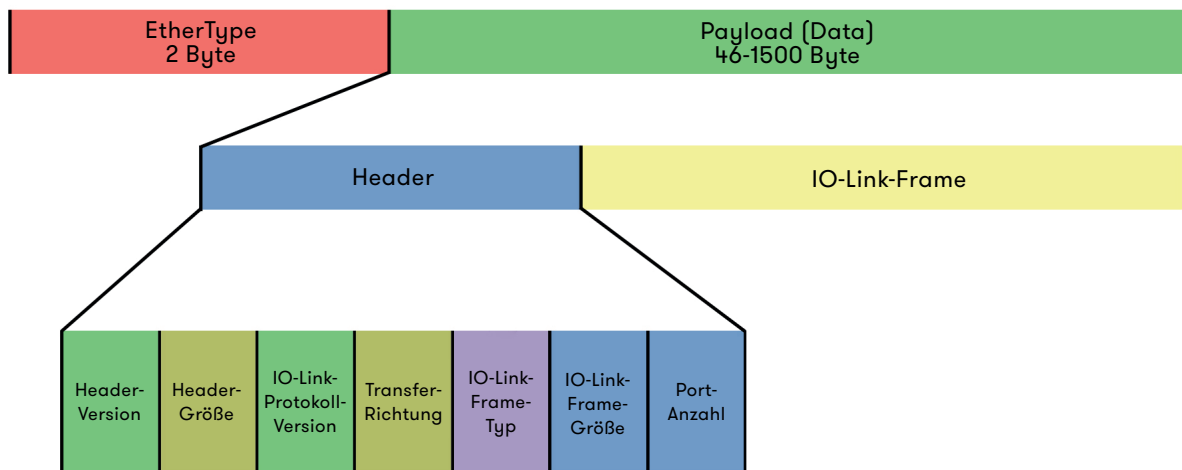 EtherType
2 Byte
Payload (Data)
46-1500 Byte
Header
IO-Link-Frame
Header-
Version
Header-
Größe
IO-Link-
Protokoll-
Version
Transfer-
Richtung
IO-Link-
Frame-
Typ
IO-Link-
Frame-
Größe
Port-
Anzahl